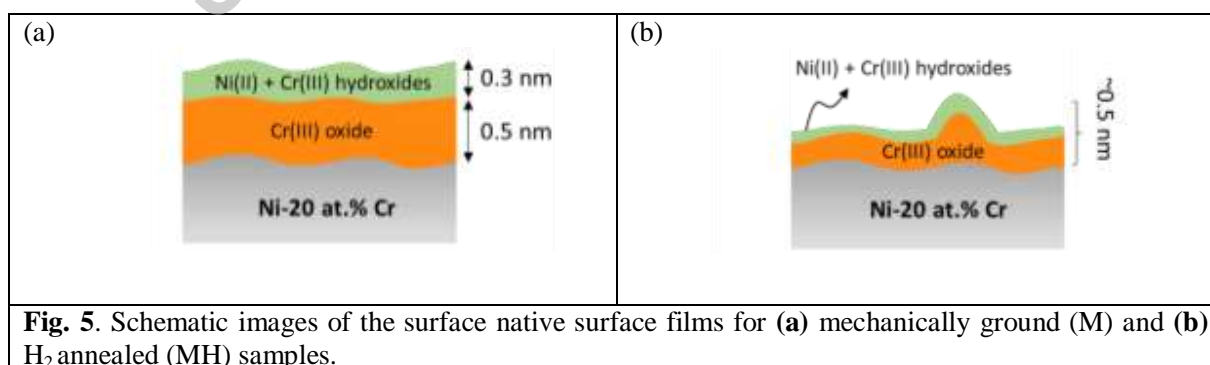 (a)
Ni(II) + Cr(III) hydroxides
0.3 nm
Cr(III) oxide
0.5 nm
Ni-20 at.% Cr
(b)
Ni(II) + Cr(III) hydroxides
~0.5 nm
Cr(III) oxide
Ni-20 at.% Cr
Fig. 5. Schematic images of the surface native surface films for (a) mechanically ground (M) and (b)
H₂ annealed (MH) samples.